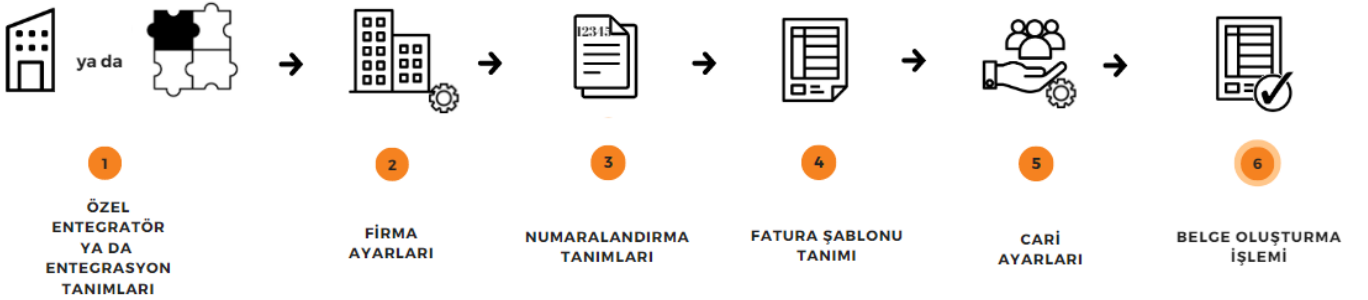 ya da
12345
1
ÖZEL
ENTEGRATÖR
YA DA
ENTEGRASYON
TANIMLARI
2
FİRMA
AYARLARI
3
NUMARALANDIRMA
TANIMLARI
4
FATURA ŞABLONU
TANIMI
5
CARİ
AYARLARI
6
BELGE OLUŞTURMA
İŞLEMİ